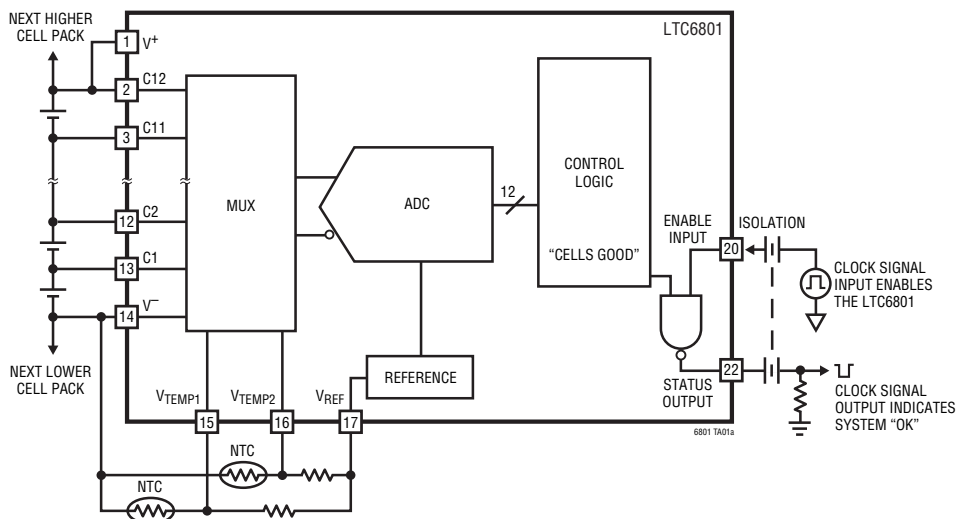 NEXT HIGHER
CELL PACK
LTC6801
1
V+
2
C12
3
C11
12
C2
13
C1
14
V−
NEXT LOWER
CELL PACK
MUX
ADC
12
CONTROL
LOGIC
“CELLS GOOD”
REFERENCE
ENABLE
INPUT
ISOLATION
20
CLOCK SIGNAL
INPUT ENABLES
THE LTC6801
22
STATUS
OUTPUT
CLOCK SIGNAL
OUTPUT INDICATES
SYSTEM “OK”
VTEMP1
VTEMP2
VREF
15
16
17
6801 TA01a
NTC
NTC